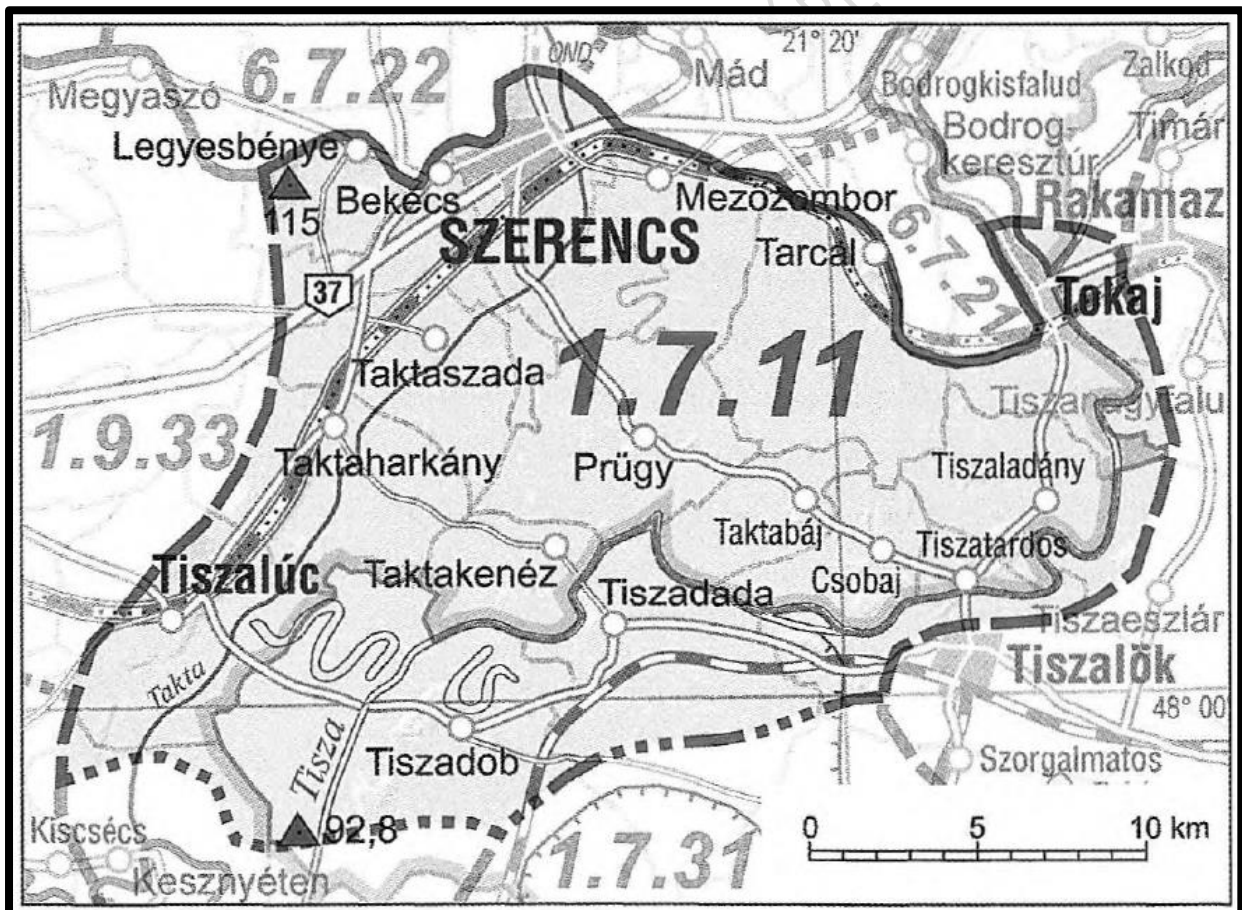 21° 20'
OND
Mád
Zalkod
Megyaszó
6.7.22
Bodrogkisfalud
Legyesbénye
Bodrog-
keresztúr
Timár
115
Bekecs
Mezőzombor
Rakamaz
SZERENCS
Tarcal
6.7.21
37
Tokaj
Taktaszada
1.7.11
Tiszanagyfalu
1.9.33
Taktaharkány
Prügy
Tiszaladány
Taktabáj
Tiszatardos
Tiszalúc
Taktakenéz
Csobaj
Tiszadada
Tiszaeszlár
Tiszalök
Takta
Tisza
48° 00'
Tiszadob
Szorgalmatos
92,8
Kiscsécs
Kesznyéten
1.7.31
0 5 10 km